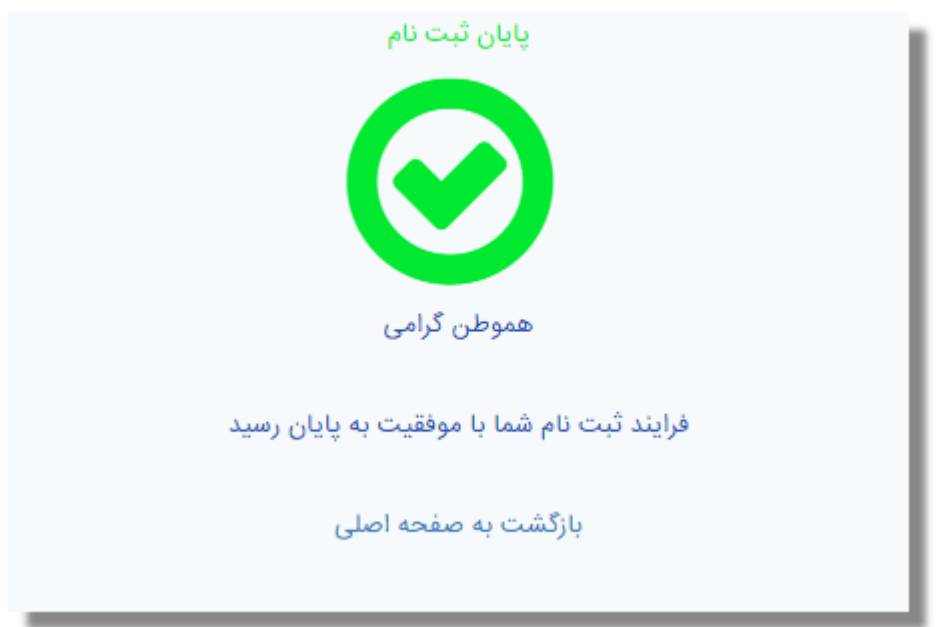 پایان ثبت نام
هموطن گرامی
فرایند ثبت نام شما با موفقیت به پایان رسید
بازگشت به صفحه اصلی